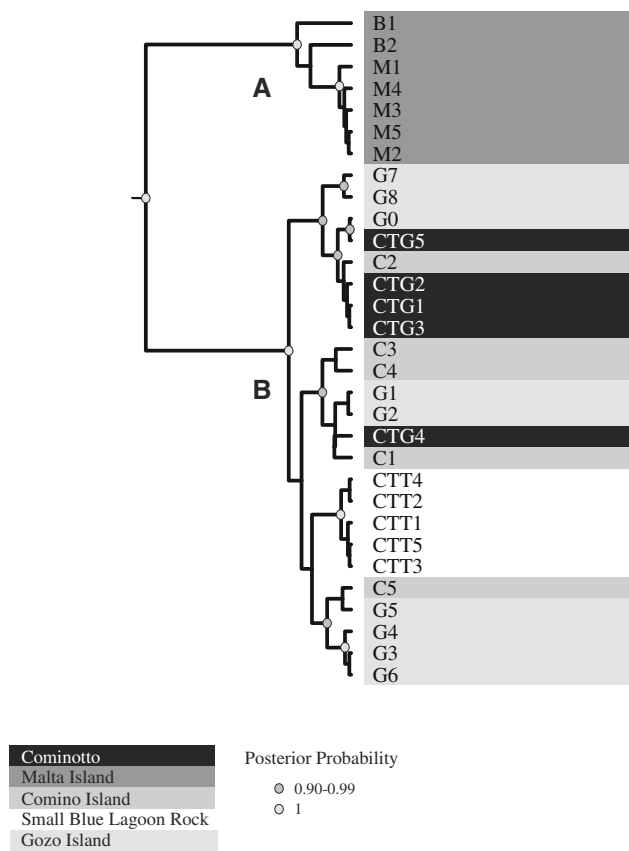 B1
B2
M1
A
M4
M3
M5
M2
G7
G8
G0
CTG5
C2
CTG2
CTG1
CTG3
C3
C4
B
G1
G2
CTG4
C1
CTT4
CTT2
CTT1
CTT5
CTT3
C5
G5
G4
G3
G6
Cominotto
Malta Island
Comino Island
Small Blue Lagoon Rock
Gozo Island
Posterior Probability
0.90-0.99
1